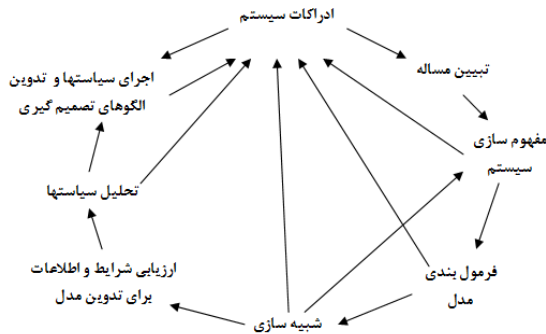 ادراکات سیستم
تبیین مساله
مفهوم سازی
سیستم
فرمول بندی
مدل
شبیه سازی
ارزیابی شرایط و اطلاعات
برای تدوین مدل
تحلیل سیاستها
اجرای سیاستها و تدوین
الگوهای تصمیم گیری